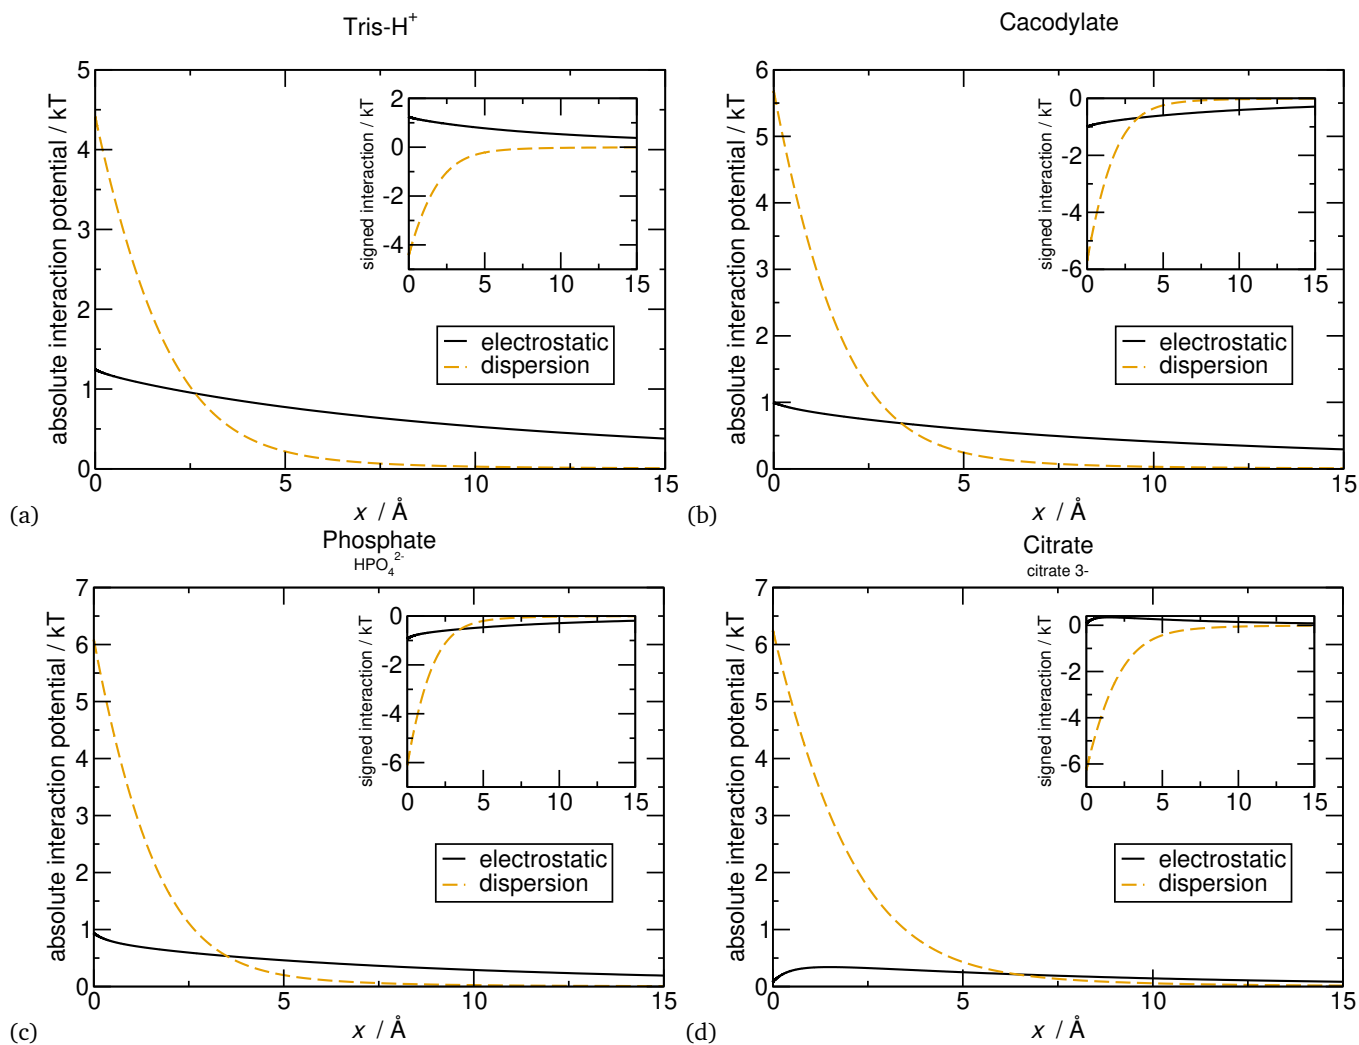 Tris-H+
absolute interaction potential / kT
5
4
3
2
1
0
0 5 10 15
x / Å
signed interaction / kT
2
0
-2
-4
0 5 10 15
electrostatic
dispersion
(a)
Cacodylate
absolute interaction potential / kT
6
5
4
3
2
1
0
0 5 10 15
x / Å
signed interaction / kT
0
-2
-4
-6
0 5 10 15
electrostatic
dispersion
(b)
Phosphate
HPO4 2-
absolute interaction potential / kT
7
6
5
4
3
2
1
0
0 5 10 15
x / Å
signed interaction / kT
0
-2
-4
-6
0 5 10 15
electrostatic
dispersion
(c)
Citrate
citrate 3-
absolute interaction potential / kT
7
6
5
4
3
2
1
0
0 5 10 15
x / Å
signed interaction / kT
0
-2
-4
-6
0 5 10 15
electrostatic
dispersion
(d)